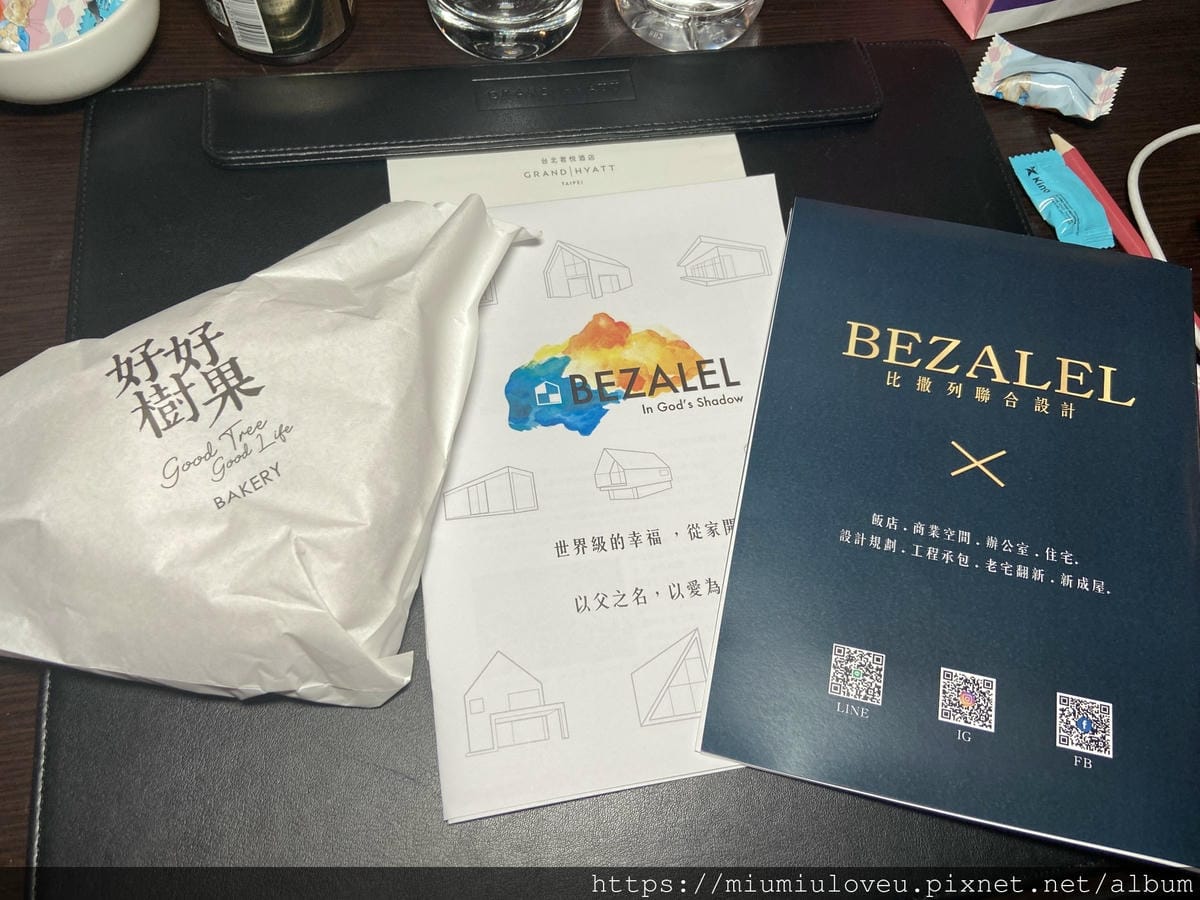 GRAND HYATT
台北君悅酒店
GRAND|HYATT
TAIPEI
Kino
好好
樹果
Good Tree
Good Life
BAKERY
BEZALEL
In God's Shadow
世界級的幸福，從家開
以父之名，以愛為
BEZALEL
比撒列聯合設計
飯店．商業空間．辦公室．住宅．
設計規劃．工程承包．老宅翻新．新成屋．
LINE
IG
FB
https://miumiuloveu.pixnet.net/album